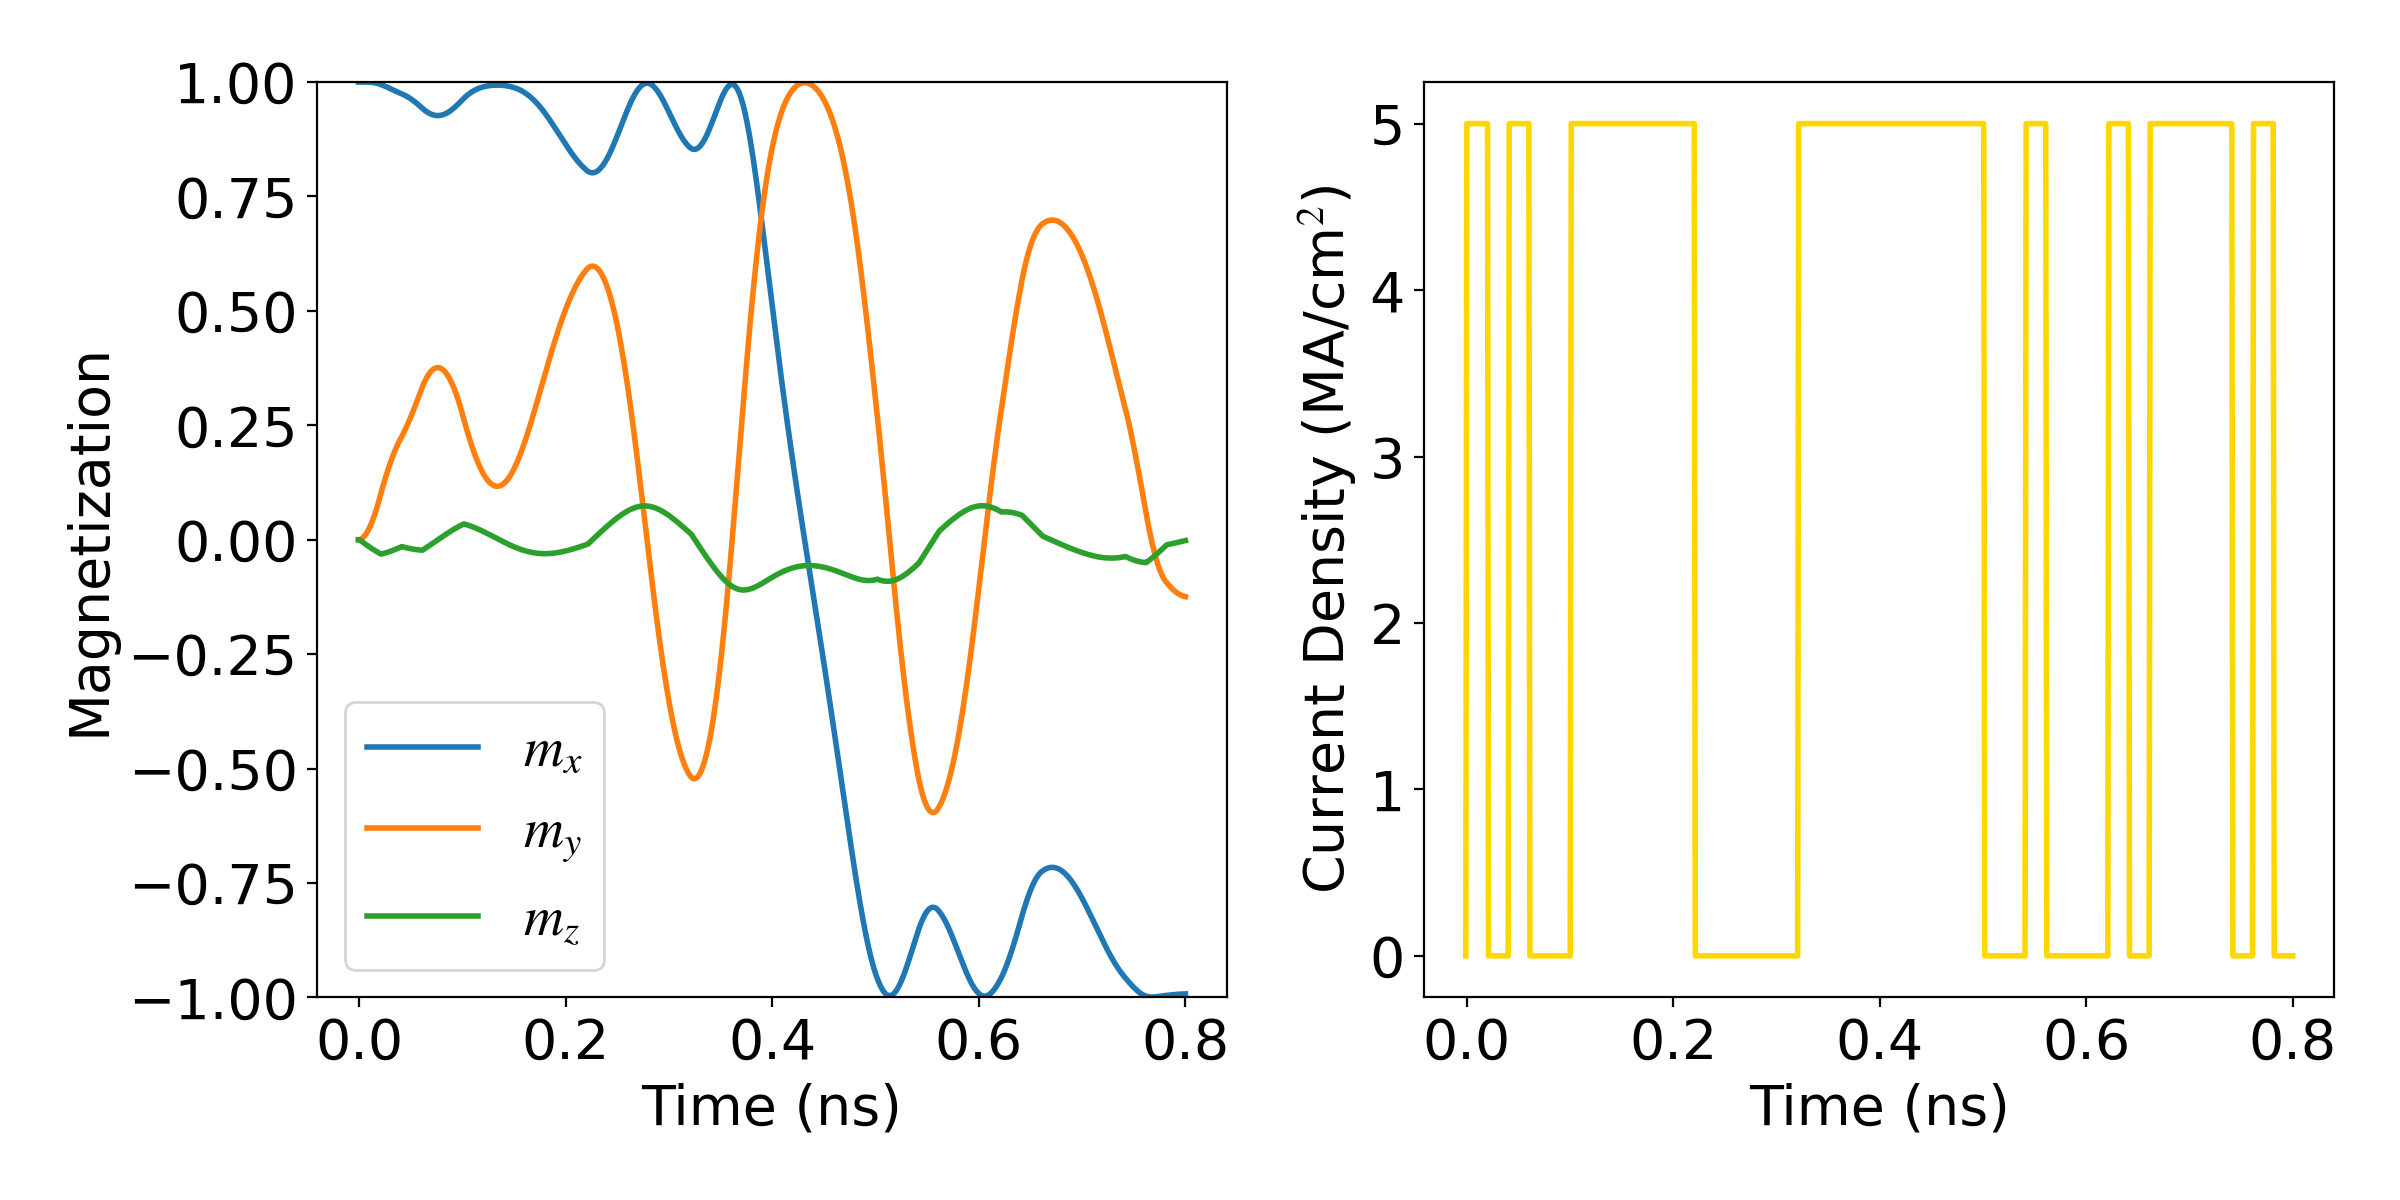 1.00
0.75
0.50
0.25
0.00
−0.25
−0.50
−0.75
−1.00
Magnetization
m_x
m_y
m_z
0.0 0.2 0.4 0.6 0.8
Time (ns)
5
4
3
2
1
0
Current Density (MA/cm²)
0.0 0.2 0.4 0.6 0.8
Time (ns)